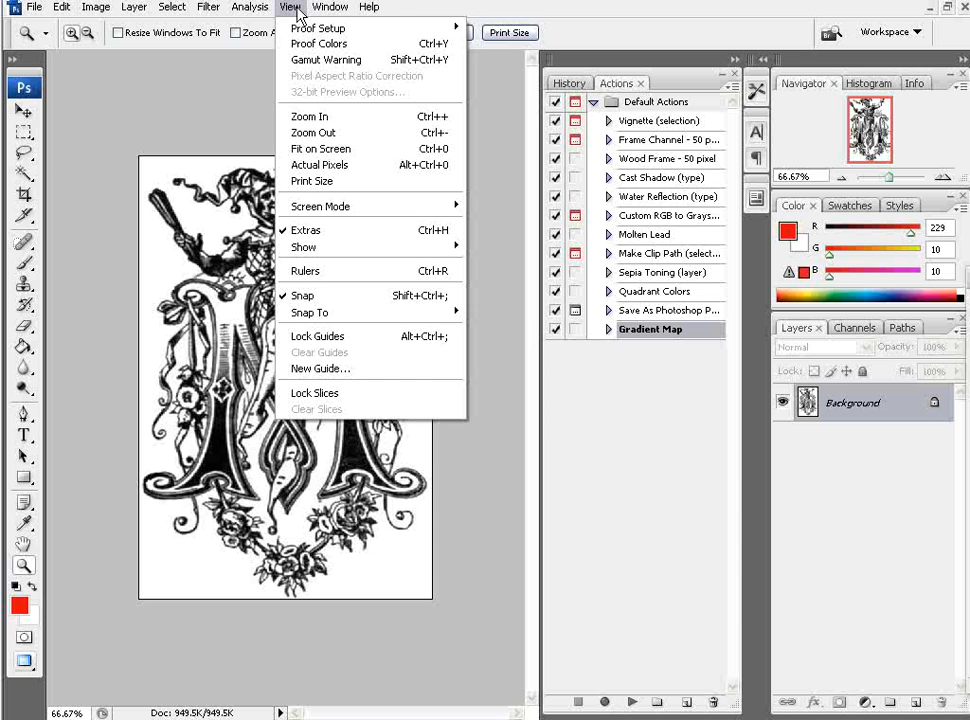 File Edit Image Layer Select Filter Analysis View Window Help
Resize Windows To Fit
Zoom A
Print Size
Workspace
Ps
Proof Setup
Proof Colors Ctrl+Y
Gamut Warning Shift+Ctrl+Y
Pixel Aspect Ratio Correction
32-bit Preview Options...
Zoom In Ctrl++
Zoom Out Ctrl+-
Fit on Screen Ctrl+0
Actual Pixels Alt+Ctrl+0
Print Size
Screen Mode
Extras Ctrl+H
Show
Rulers Ctrl+R
Snap Shift+Ctrl+;
Snap To
Lock Guides Alt+Ctrl+;
Clear Guides
New Guide...
Lock Slices
Clear Slices
66.67% Doc: 949.5K/949.5K
History Actions
Default Actions
Vignette (selection)
Frame Channel - 50 p...
Wood Frame - 50 pixel
Cast Shadow (type)
Water Reflection (type)
Custom RGB to Grays...
Molten Lead
Make Clip Path (select...
Sepia Toning (layer)
Quadrant Colors
Save As Photoshop P...
Gradient Map
Navigator Histogram Info
66.67%
Color Swatches Styles
R 229
G 10
B 10
Layers Channels Paths
Normal Opacity: 100%
Lock: Fill: 100%
Background